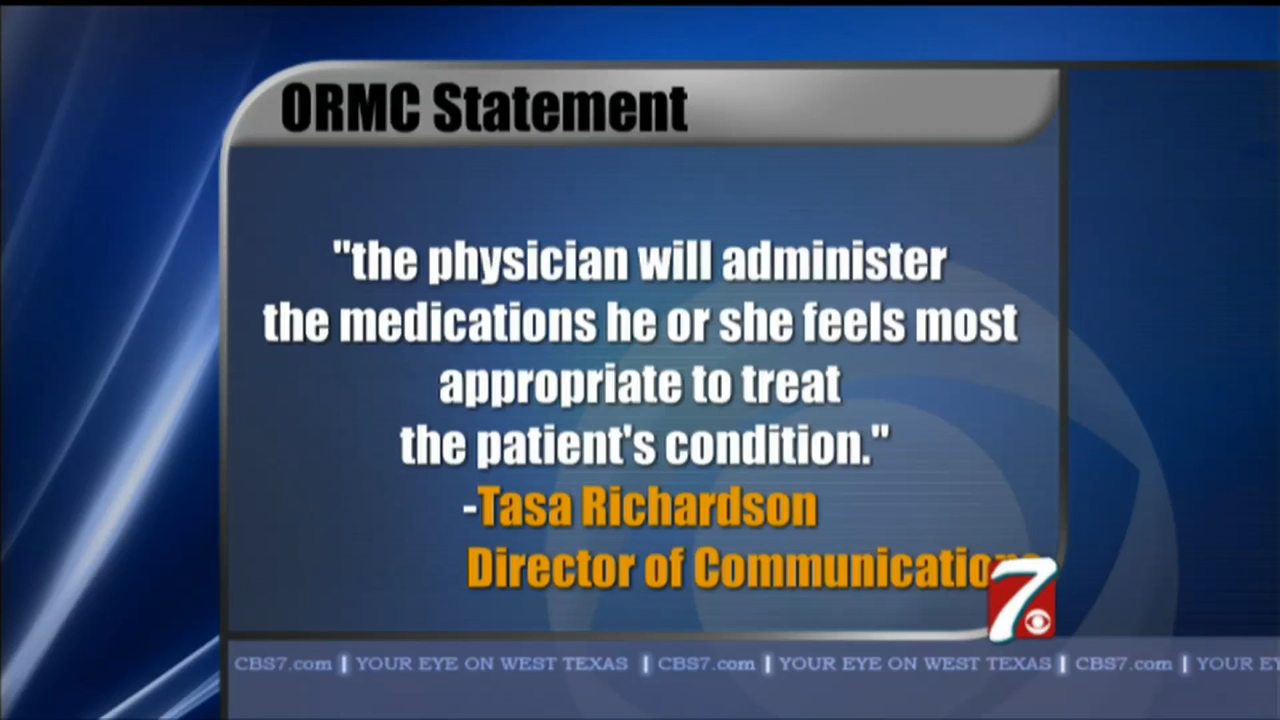 ORMC Statement
"the physician will administer
the medications he or she feels most
appropriate to treat
the patient's condition."
-Tasa Richardson
Director of Communications
7
CBS7.com | YOUR EYE ON WEST TEXAS | CBS7.com | YOUR EYE ON WEST TEXAS | CBS7.com | YOUR